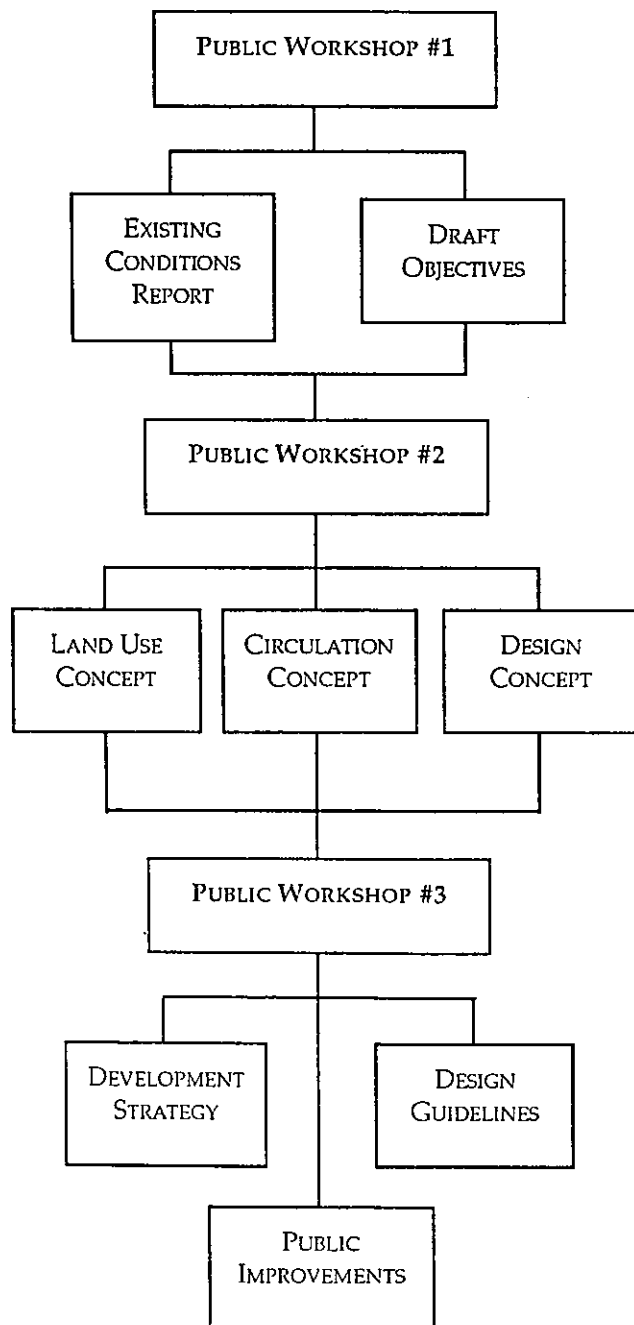 PUBLIC WORKSHOP #1
EXISTING
CONDITIONS
REPORT
DRAFT
OBJECTIVES
PUBLIC WORKSHOP #2
LAND USE
CONCEPT
CIRCULATION
CONCEPT
DESIGN
CONCEPT
PUBLIC WORKSHOP #3
DEVELOPMENT
STRATEGY
DESIGN
GUIDELINES
PUBLIC
IMPROVEMENTS